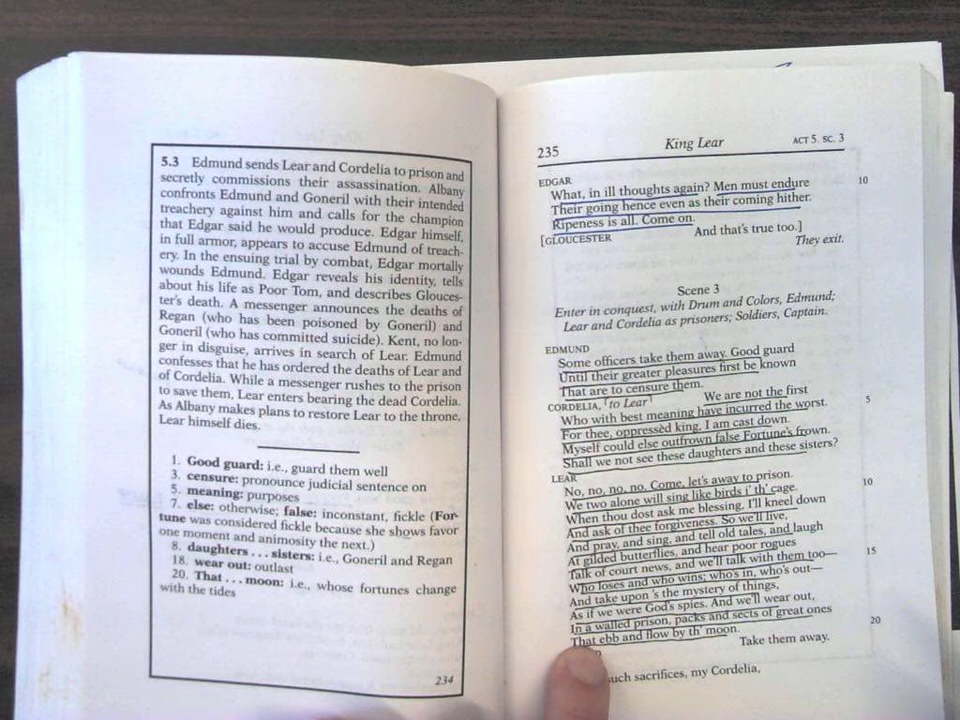 5.3 Edmund sends Lear and Cordelia to prison and
secretly commissions their assassination. Albany
confronts Edmund and Goneril with their intended
treachery against him and calls for the champion
that Edgar said he would produce. Edgar himself,
in full armor, appears to accuse Edmund of treach-
ery. In the ensuing trial by combat, Edgar mortally
wounds Edmund. Edgar reveals his identity, tells
about his life as Poor Tom, and describes Glouces-
ter's death. A messenger announces the deaths of
Regan (who has been poisoned by Goneril) and
Goneril (who has committed suicide). Kent, no lon-
ger in disguise, arrives in search of Lear. Edmund
confesses that he has ordered the deaths of Lear and
of Cordelia. While a messenger rushes to the prison
to save them, Lear enters bearing the dead Cordelia.
As Albany makes plans to restore Lear to the throne,
Lear himself dies.
1. Good guard: i.e., guard them well
3. censure: pronounce judicial sentence on
5. meaning: purposes
7. else: otherwise; false: inconstant, fickle (For-
tune was considered fickle because she shows favor
one moment and animosity the next.)
8. daughters . . . sisters: i.e., Goneril and Regan
18. wear out: outlast
20. That . . . moon: i.e., whose fortunes change
with the tides
234
235 King Lear ACT 5. SC. 3
EDGAR
What, in ill thoughts again? Men must endure 10
Their going hence even as their coming hither.
Ripeness is all. Come on.
[GLOUCESTER And that's true too.]
They exit.
Scene 3
Enter in conquest, with Drum and Colors, Edmund;
Lear and Cordelia as prisoners; Soldiers, Captain.
EDMUND
Some officers take them away. Good guard
Until their greater pleasures first be known
That are to censure them.
CORDELIA, ⌜to Lear⌝ We are not the first
Who with best meaning have incurred the worst. 5
For thee, oppressèd king, I am cast down.
Myself could else outfrown false Fortune's frown.
Shall we not see these daughters and these sisters?
LEAR
No, no, no, no. Come, let's away to prison.
We two alone will sing like birds i' th' cage. 10
When thou dost ask me blessing, I'll kneel down
And ask of thee forgiveness. So we'll live,
And pray, and sing, and tell old tales, and laugh
At gilded butterflies, and hear poor rogues
Talk of court news, and we'll talk with them too— 15
Who loses and who wins; who's in, who's out—
And take upon 's the mystery of things,
As if we were God's spies. And we'll wear out,
In a walled prison, packs and sects of great ones
That ebb and flow by th' moon. 20
Take them away.
such sacrifices, my Cordelia,